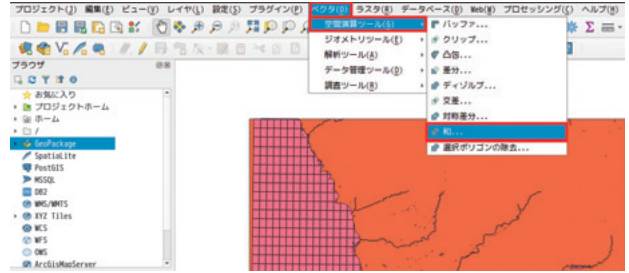 プロジェクト(J) 編集(E) ビュー(V) レイヤ(L) 設定(S) プラグイン(P) ベクタ(O) ラスタ(R) データベース(D) Web(W) プロセッシング(C) ヘルプ(H)
空間演算ツール(G)
ジオメトリツール(E)
解析ツール(A)
データ管理ツール(D)
調査ツール(R)
バッファ...
クリップ...
凸包...
差分...
ディゾルブ...
交差...
対称差分...
和...
選択ポリゴンの除去...
ブラウザ
お気に入り
プロジェクトホーム
ホーム
/
GeoPackage
SpatiaLite
PostGIS
MSSQL
DB2
WMS/WMTS
XYZ Tiles
WCS
WFS
OWS
ArcGisMapServer